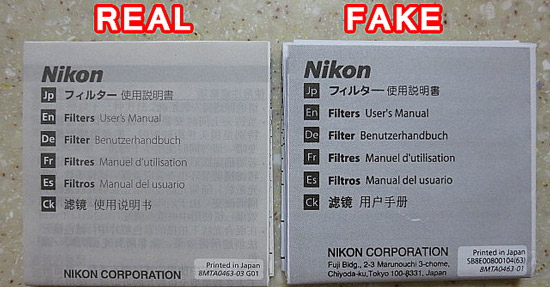 REAL
Nikon
Jp フィルター 使用説明書
En Filters User's Manual
De Filter Benutzerhandbuch
Fr Filtres Manuel d'utilisation
Es Filtros Manual del usuario
Ck 滤镜 使用说明书
NIKON CORPORATION
Printed in Japan
8MTA0463-03 G01
FAKE
Nikon
Jp フィルター 使用説明書
En Filters User's Manual
De Filter Benutzerhandbuch
Fr Filtres Manuel d'utilisation
Es Filtros Manual del usuario
Ck 滤镜 用户手册
NIKON CORPORATION
Fuji Bldg., 2-3 Marunouchi 3-chome,
Chiyoda-ku, Tokyo 100-8331, Japan
Printed in Japan
SB8E00800104(63)
8MTA0463-01